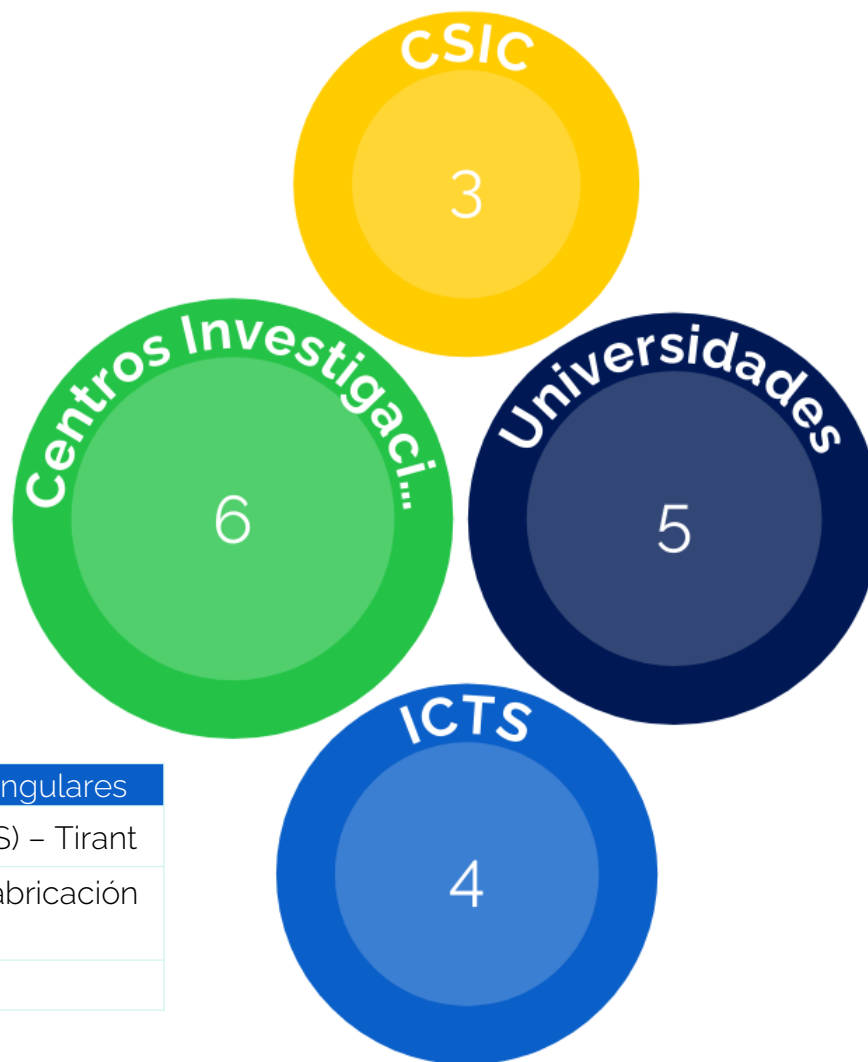 CSIC
3
Centros Investigaci...
6
Universidades
5
ICTS
4
ngulares
S) – Tirant
abricación